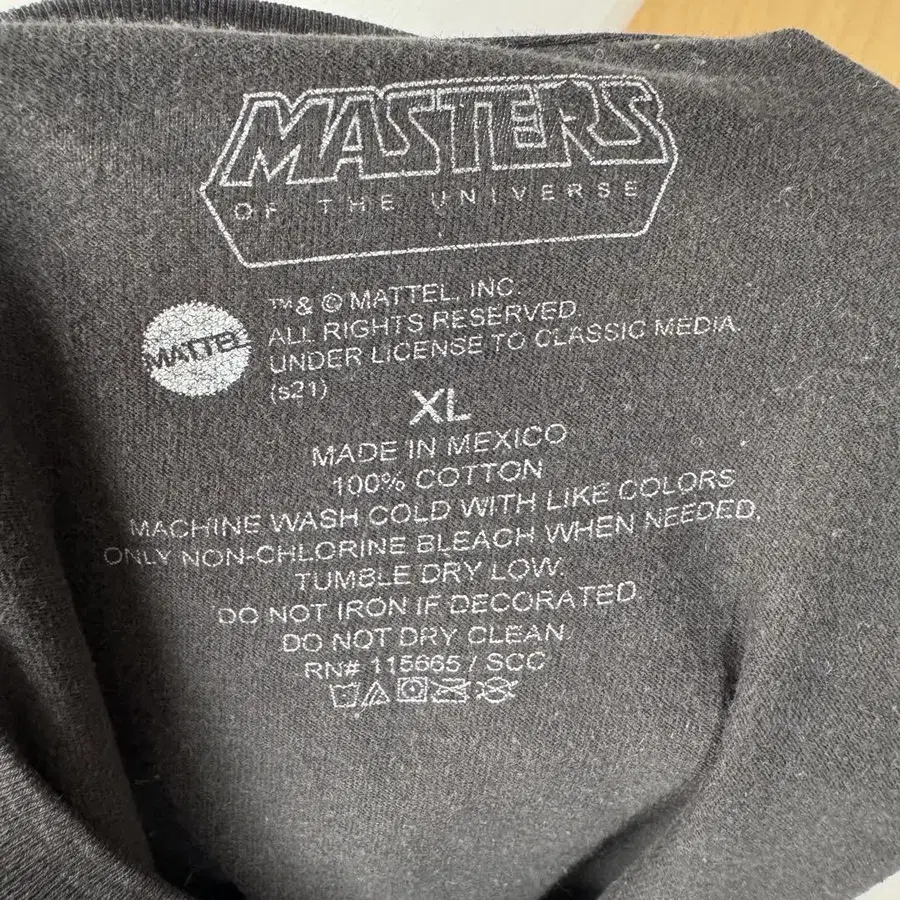 MASTERS
OF THE UNIVERSE
MATTEL
™& © MATTEL, INC.
ALL RIGHTS RESERVED.
UNDER LICENSE TO CLASSIC MEDIA.
(s21)
XL
MADE IN MEXICO
100% COTTON
MACHINE WASH COLD WITH LIKE COLORS
ONLY NON-CHLORINE BLEACH WHEN NEEDED.
TUMBLE DRY LOW.
DO NOT IRON IF DECORATED
DO NOT DRY CLEAN
RN# 115665 / SCC